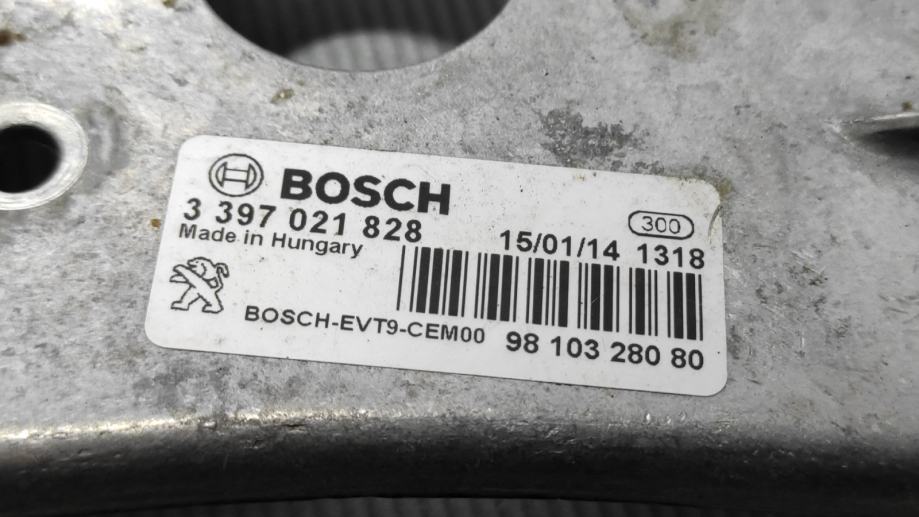 BOSCH
3 397 021 828
300
Made in Hungary
15/01/14 1318
BOSCH-EVT9-CEM00
98 103 280 80